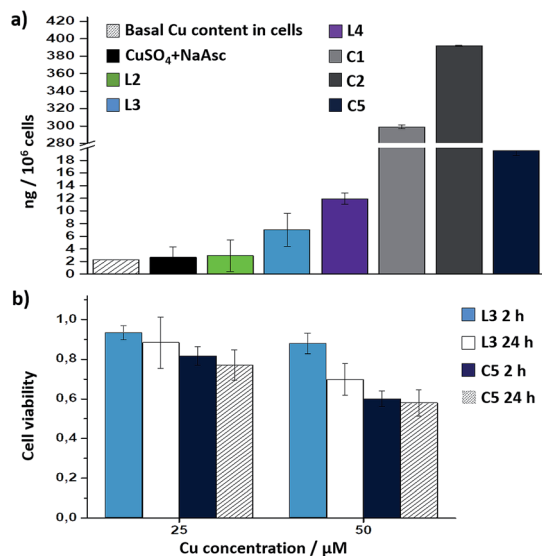 a)
Basal Cu content in cells
CuSO₄+NaAsc
L2
L3
L4
C1
C2
C5
ng / 10⁶ cells
420
400
380
360
340
320
300
280
18
16
14
12
10
8
6
4
2
0
b)
L3 2 h
L3 24 h
C5 2 h
C5 24 h
Cell viability
1,0
0,8
0,6
0,4
0,2
0,0
25
50
Cu concentration / µM